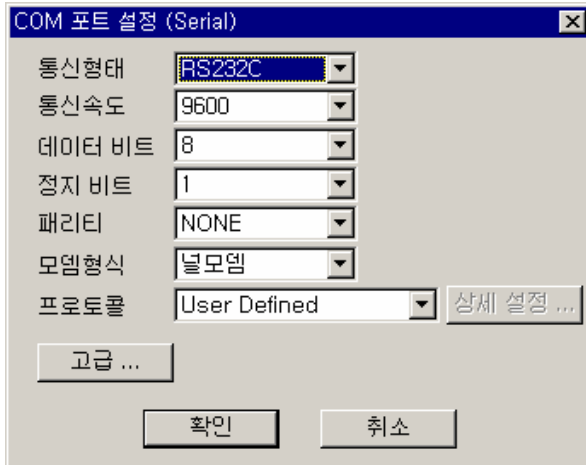 COM 포트 설정 (Serial)
통신형태 RS232C
통신속도 9600
데이터 비트 8
정지 비트 1
패리티 NONE
모뎀형식 널모뎀
프로토콜 User Defined 상세 설정 ...
고급 ...
확인 취소